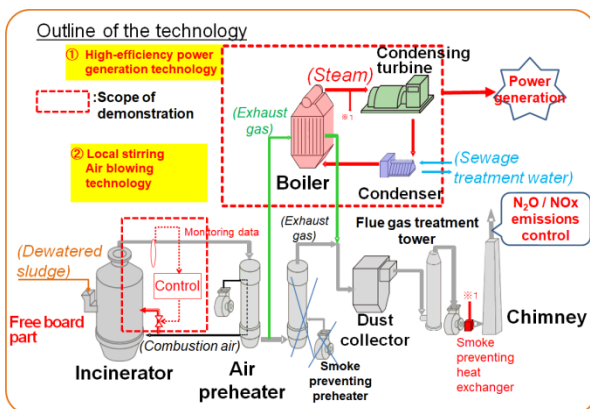 Outline of the technology
① High-efficiency power
generation technology
:Scope of
demonstration
② Local stirring
Air blowing
technology
(Steam)
※1
Condensing
turbine
Power
generation
(Exhaust
gas)
Boiler
Condenser
(Sewage
treatment water)
N₂O / NOx
emissions
control
(Exhaust
gas)
Flue gas treatment
tower
Monitoring data
(Dewatered
sludge)
Control
Free board
part
(Combustion air)
Incinerator
Air
preheater
Smoke
preventing
preheater
Dust
collector
※1
Smoke
preventing
heat
exchanger
Chimney